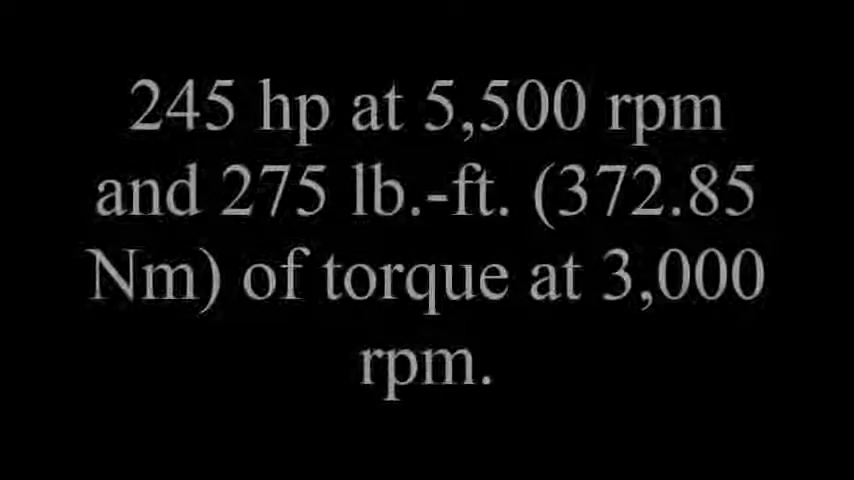 245 hp at 5,500 rpm
and 275 lb.-ft. (372.85
Nm) of torque at 3,000
rpm.